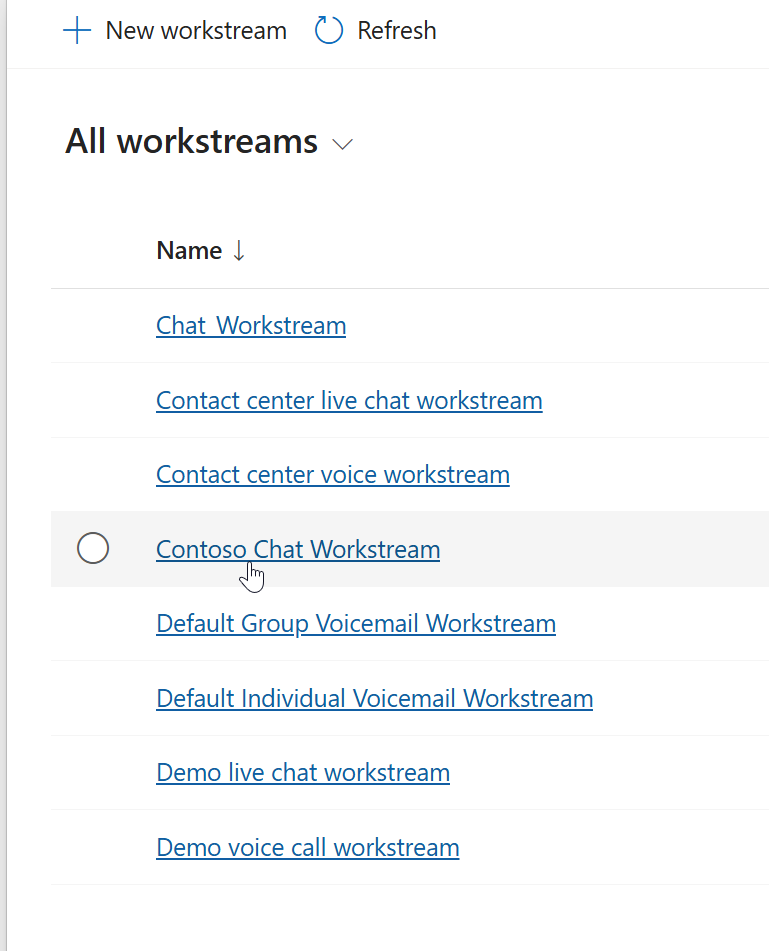 New workstream Refresh
All workstreams
Name ↓
Chat Workstream
Contact center live chat workstream
Contact center voice workstream
Contoso Chat Workstream
Default Group Voicemail Workstream
Default Individual Voicemail Workstream
Demo live chat workstream
Demo voice call workstream